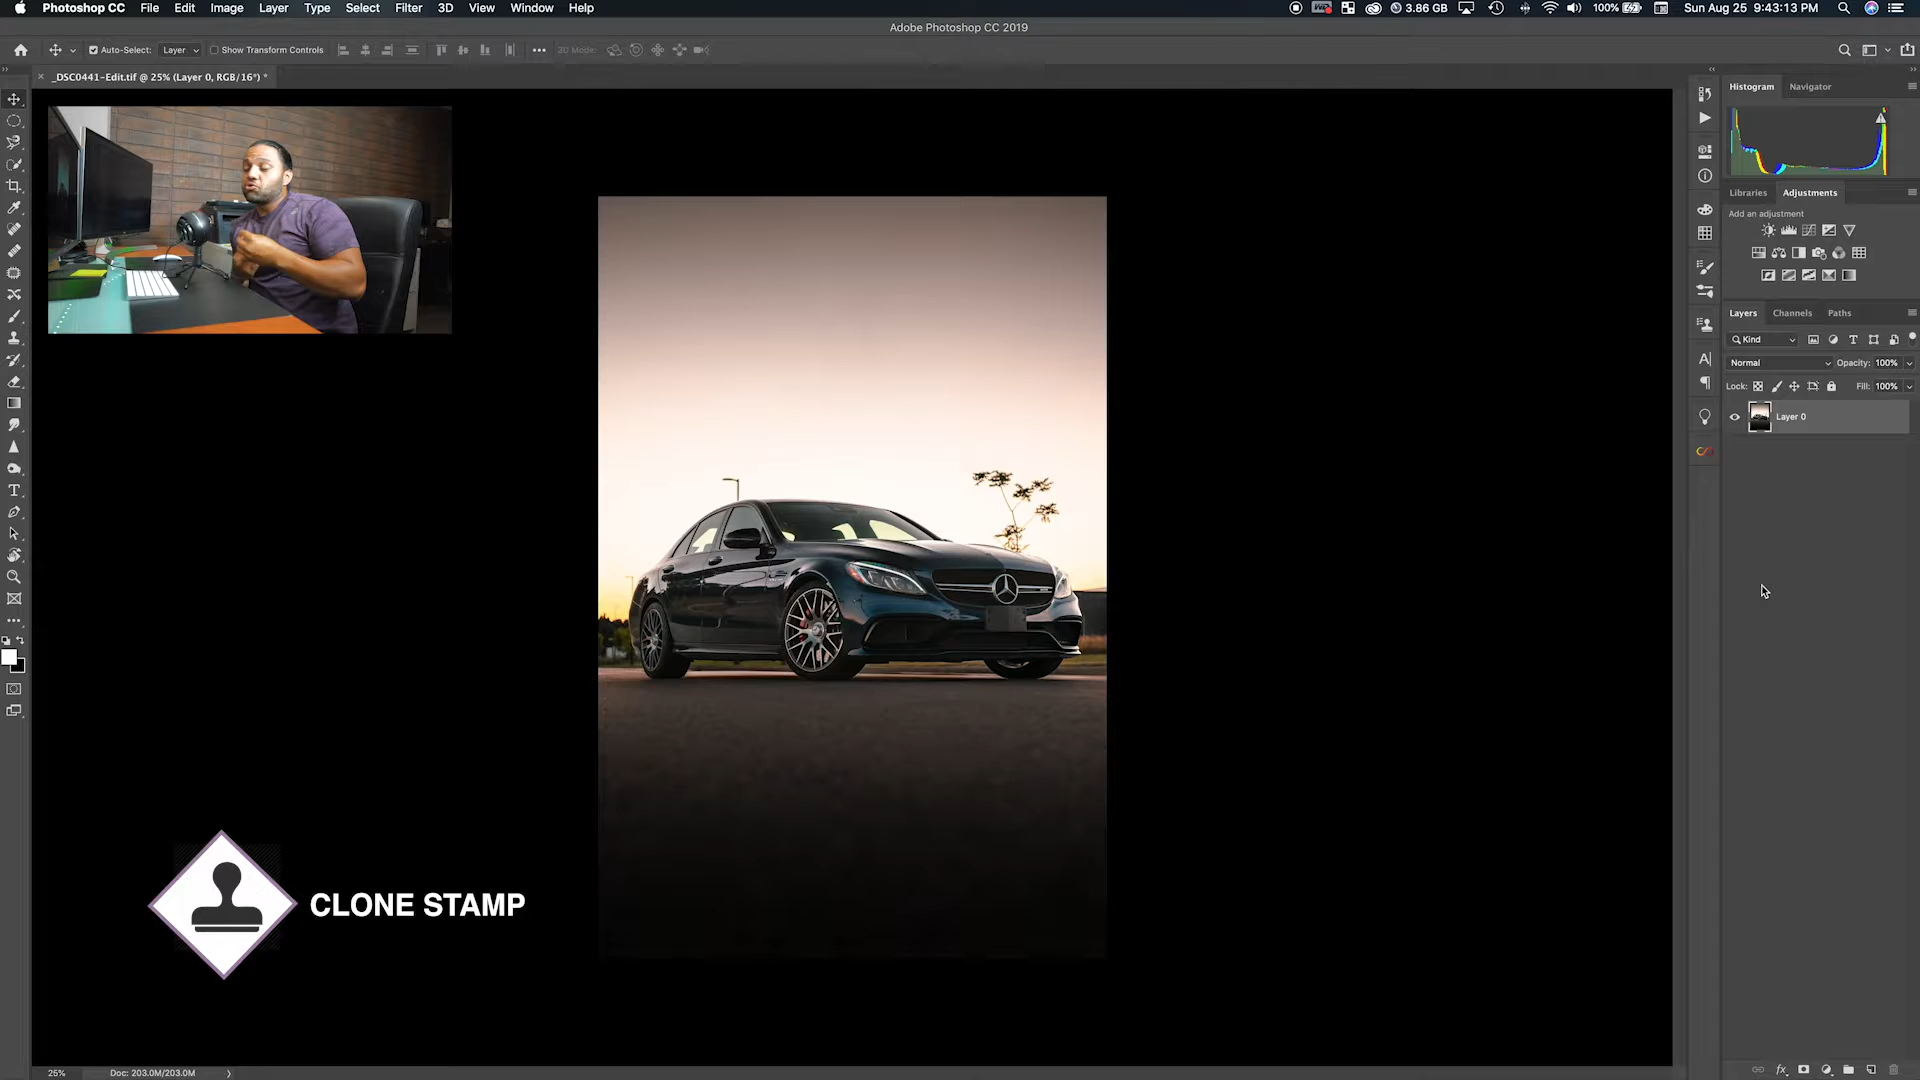 Photoshop CC File Edit Image Layer Type Select Filter 3D View Window Help 3.86 GB 100% Sun Aug 25 9:43:13 PM
Adobe Photoshop CC 2019
Auto-Select: Layer Show Transform Controls 3D Mode:
_DSC0441-Edit.tif @ 25% (Layer 0, RGB/16*) *
Histogram Navigator
Libraries Adjustments
Add an adjustment
Layers Channels Paths
Kind
Normal Opacity: 100%
Lock: Fill: 100%
Layer 0
CLONE STAMP
25% Doc: 203.0M/203.0M